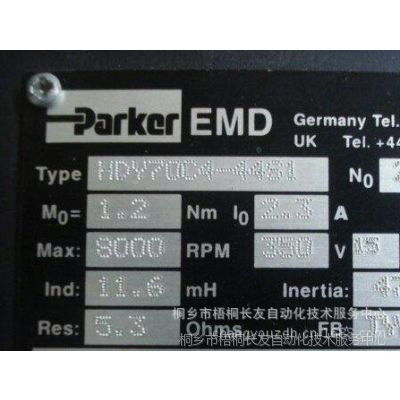 Parker EMD Germany Tel.
UK Tel. +44
Type HDY70C4-4461 N0
M0= 1.2 Nm I0 2.3 A
Max: 8000 RPM 350 V
Ind: 11.6 mH Inertia: 47
桐乡市梧桐长友自动化技术服务中心
Res: 5.3 Ohms FB
桐乡市梧桐长友自动化技术服务中心